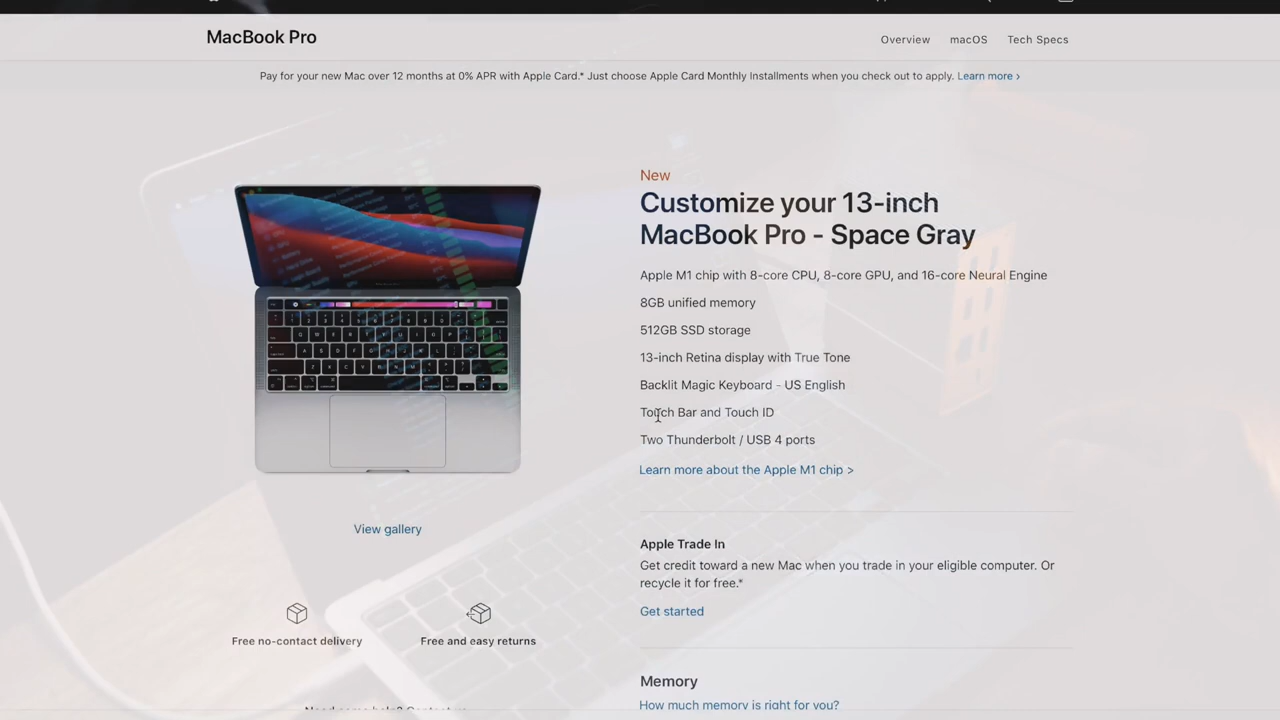 MacBook Pro
Overview
macOS
Tech Specs
Pay for your new Mac over 12 months at 0% APR with Apple Card.* Just choose Apple Card Monthly Installments when you check out to apply. Learn more >
New
Customize your 13-inch
MacBook Pro - Space Gray
Apple M1 chip with 8-core CPU, 8-core GPU, and 16-core Neural Engine
8GB unified memory
512GB SSD storage
13-inch Retina display with True Tone
Backlit Magic Keyboard - US English
Touch Bar and Touch ID
Two Thunderbolt / USB 4 ports
Learn more about the Apple M1 chip >
View gallery
Apple Trade In
Get credit toward a new Mac when you trade in your eligible computer. Or
recycle it for free.*
Get started
Free no-contact delivery
Free and easy returns
Memory
How much memory is right for you?